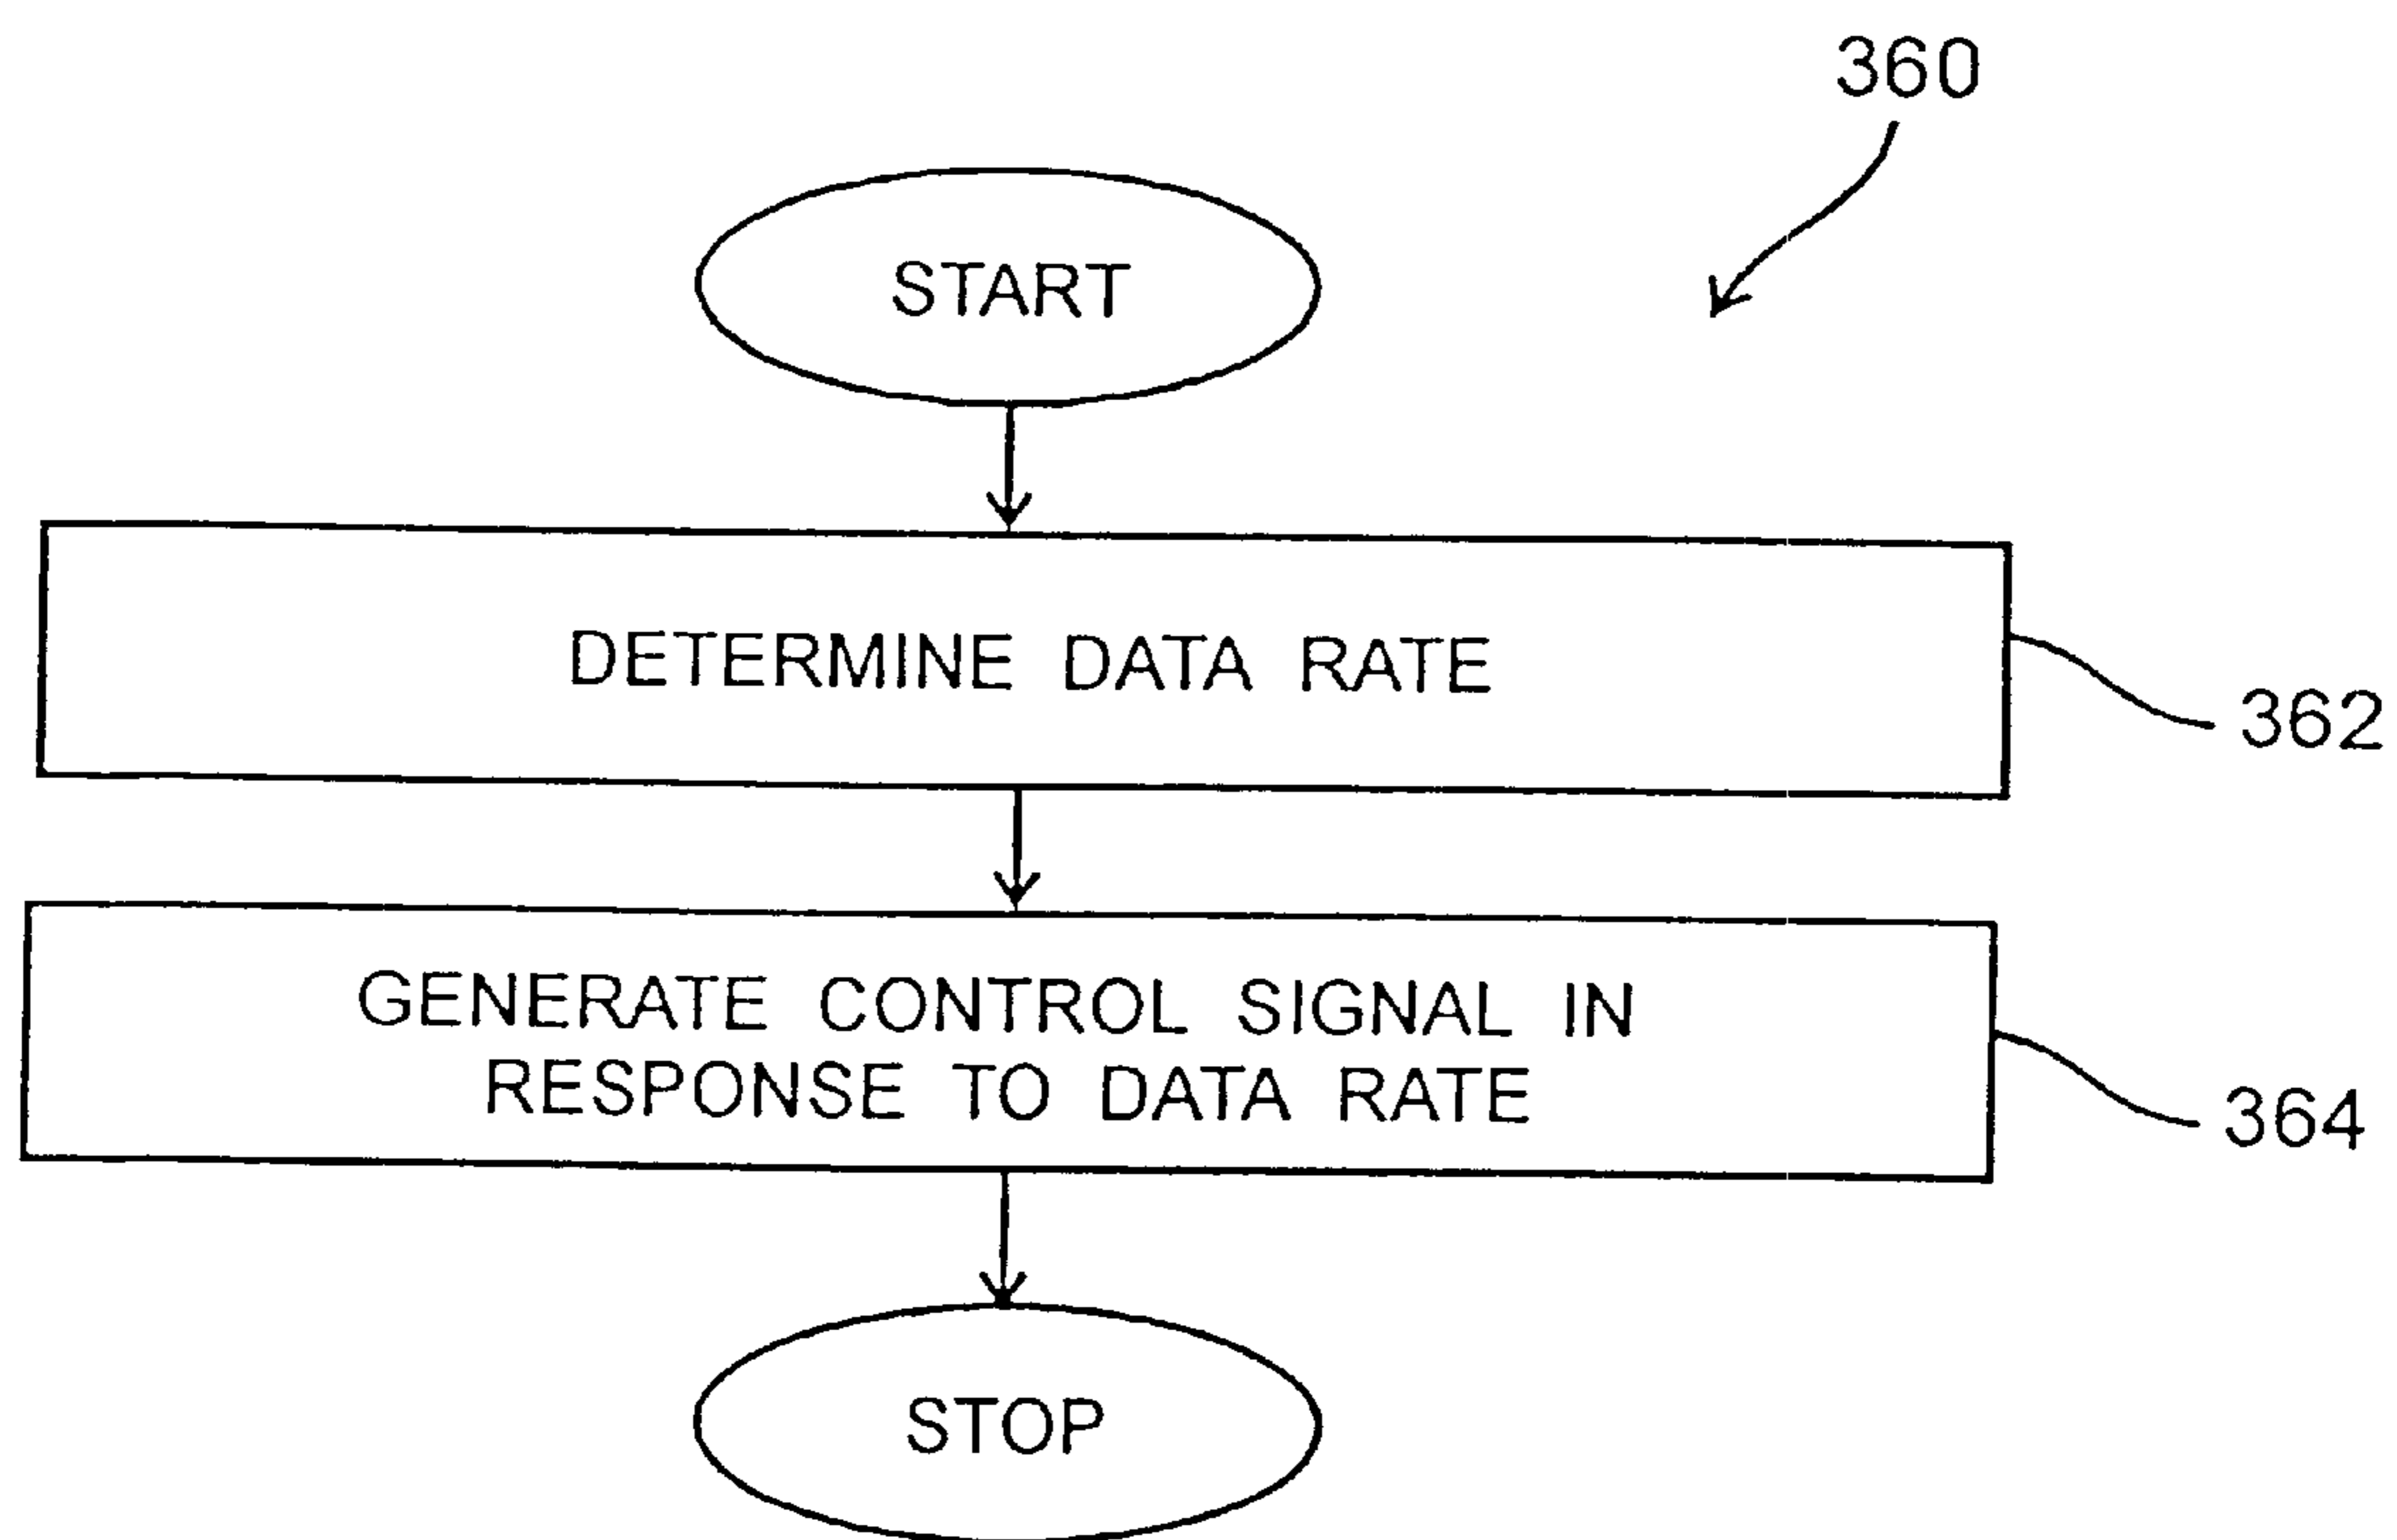 360
START
DETERMINE DATA RATE
362
GENERATE CONTROL SIGNAL IN
RESPONSE TO DATA RATE
364
STOP